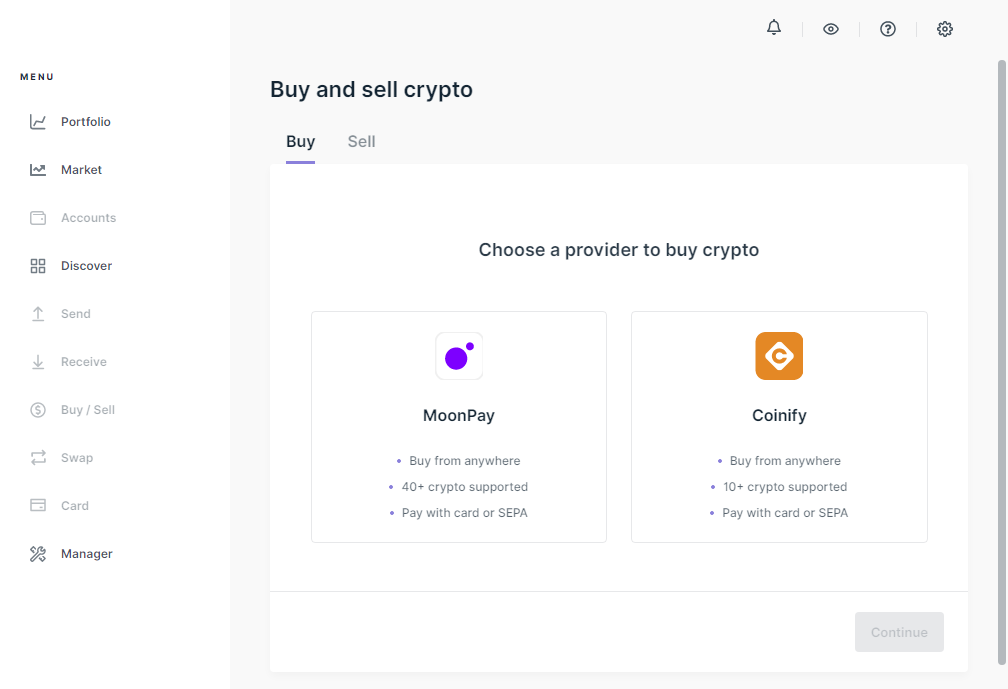 MENU
Portfolio
Market
Accounts
Discover
Send
Receive
Buy / Sell
Swap
Card
Manager
Buy and sell crypto
Buy Sell
Choose a provider to buy crypto
MoonPay
• Buy from anywhere
• 40+ crypto supported
• Pay with card or SEPA
Coinify
• Buy from anywhere
• 10+ crypto supported
• Pay with card or SEPA
Continue